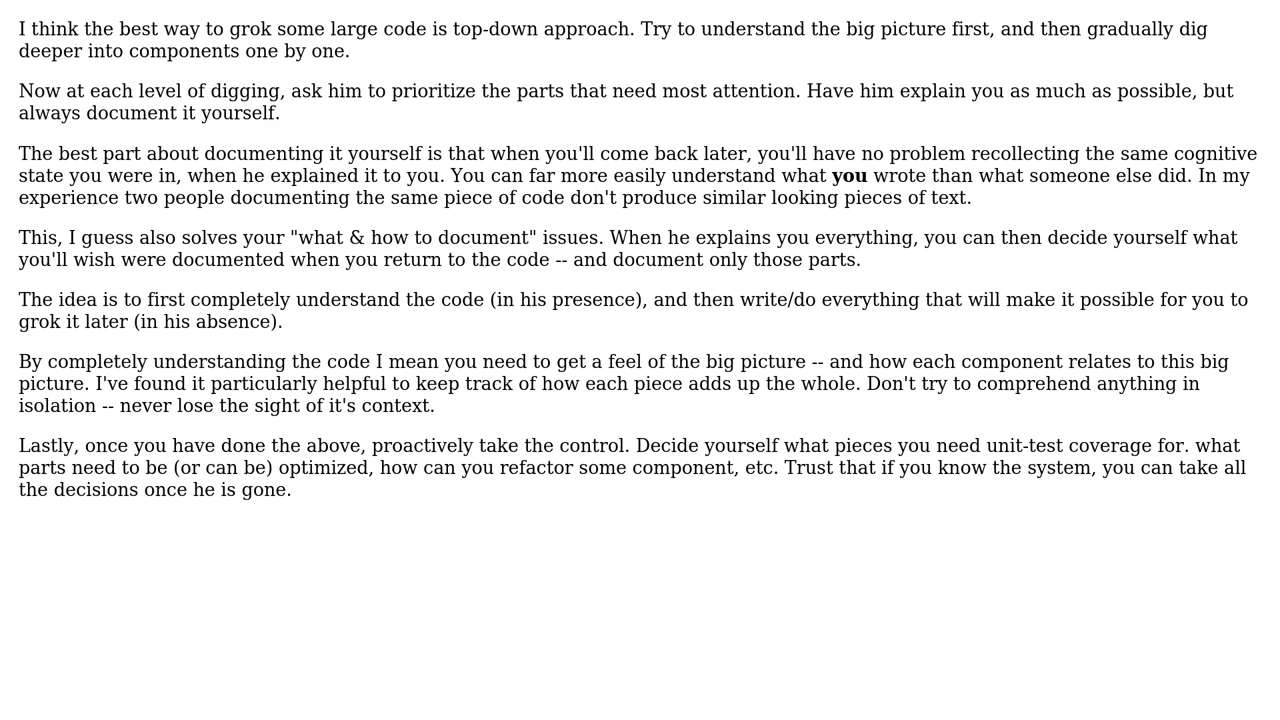 I think the best way to grok some large code is top-down approach. Try to understand the big picture first, and then gradually dig
deeper into components one by one.
Now at each level of digging, ask him to prioritize the parts that need most attention. Have him explain you as much as possible, but
always document it yourself.
The best part about documenting it yourself is that when you'll come back later, you'll have no problem recollecting the same cognitive
state you were in, when he explained it to you. You can far more easily understand what you wrote than what someone else did. In my
experience two people documenting the same piece of code don't produce similar looking pieces of text.
This, I guess also solves your "what & how to document" issues. When he explains you everything, you can then decide yourself what
you'll wish were documented when you return to the code -- and document only those parts.
The idea is to first completely understand the code (in his presence), and then write/do everything that will make it possible for you to
grok it later (in his absence).
By completely understanding the code I mean you need to get a feel of the big picture -- and how each component relates to this big
picture. I've found it particularly helpful to keep track of how each piece adds up the whole. Don't try to comprehend anything in
isolation -- never lose the sight of it's context.
Lastly, once you have done the above, proactively take the control. Decide yourself what pieces you need unit-test coverage for. what
parts need to be (or can be) optimized, how can you refactor some component, etc. Trust that if you know the system, you can take all
the decisions once he is gone.